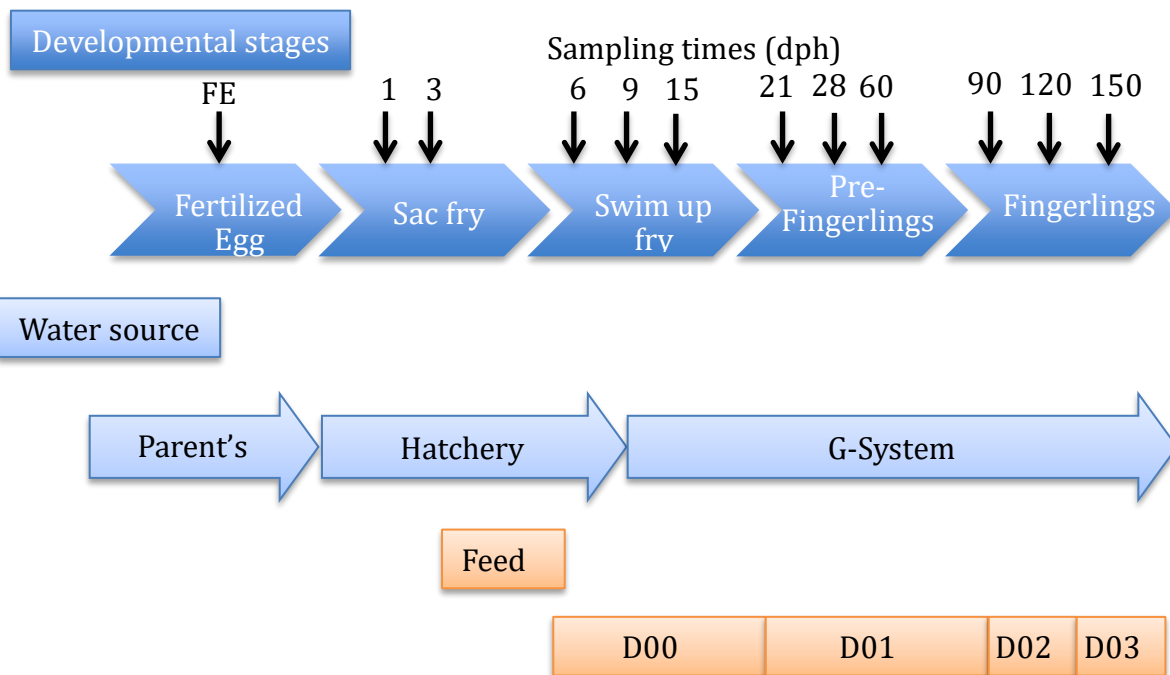 Developmental stages
Sampling times (dph)
FE 1 3 6 9 15 21 28 60 90 120 150
Fertilized
Egg
Sac fry
Swim up
fry
Pre-
Fingerlings
Fingerlings
Water source
Parent's
Hatchery
G-System
Feed
D00 D01 D02 D03